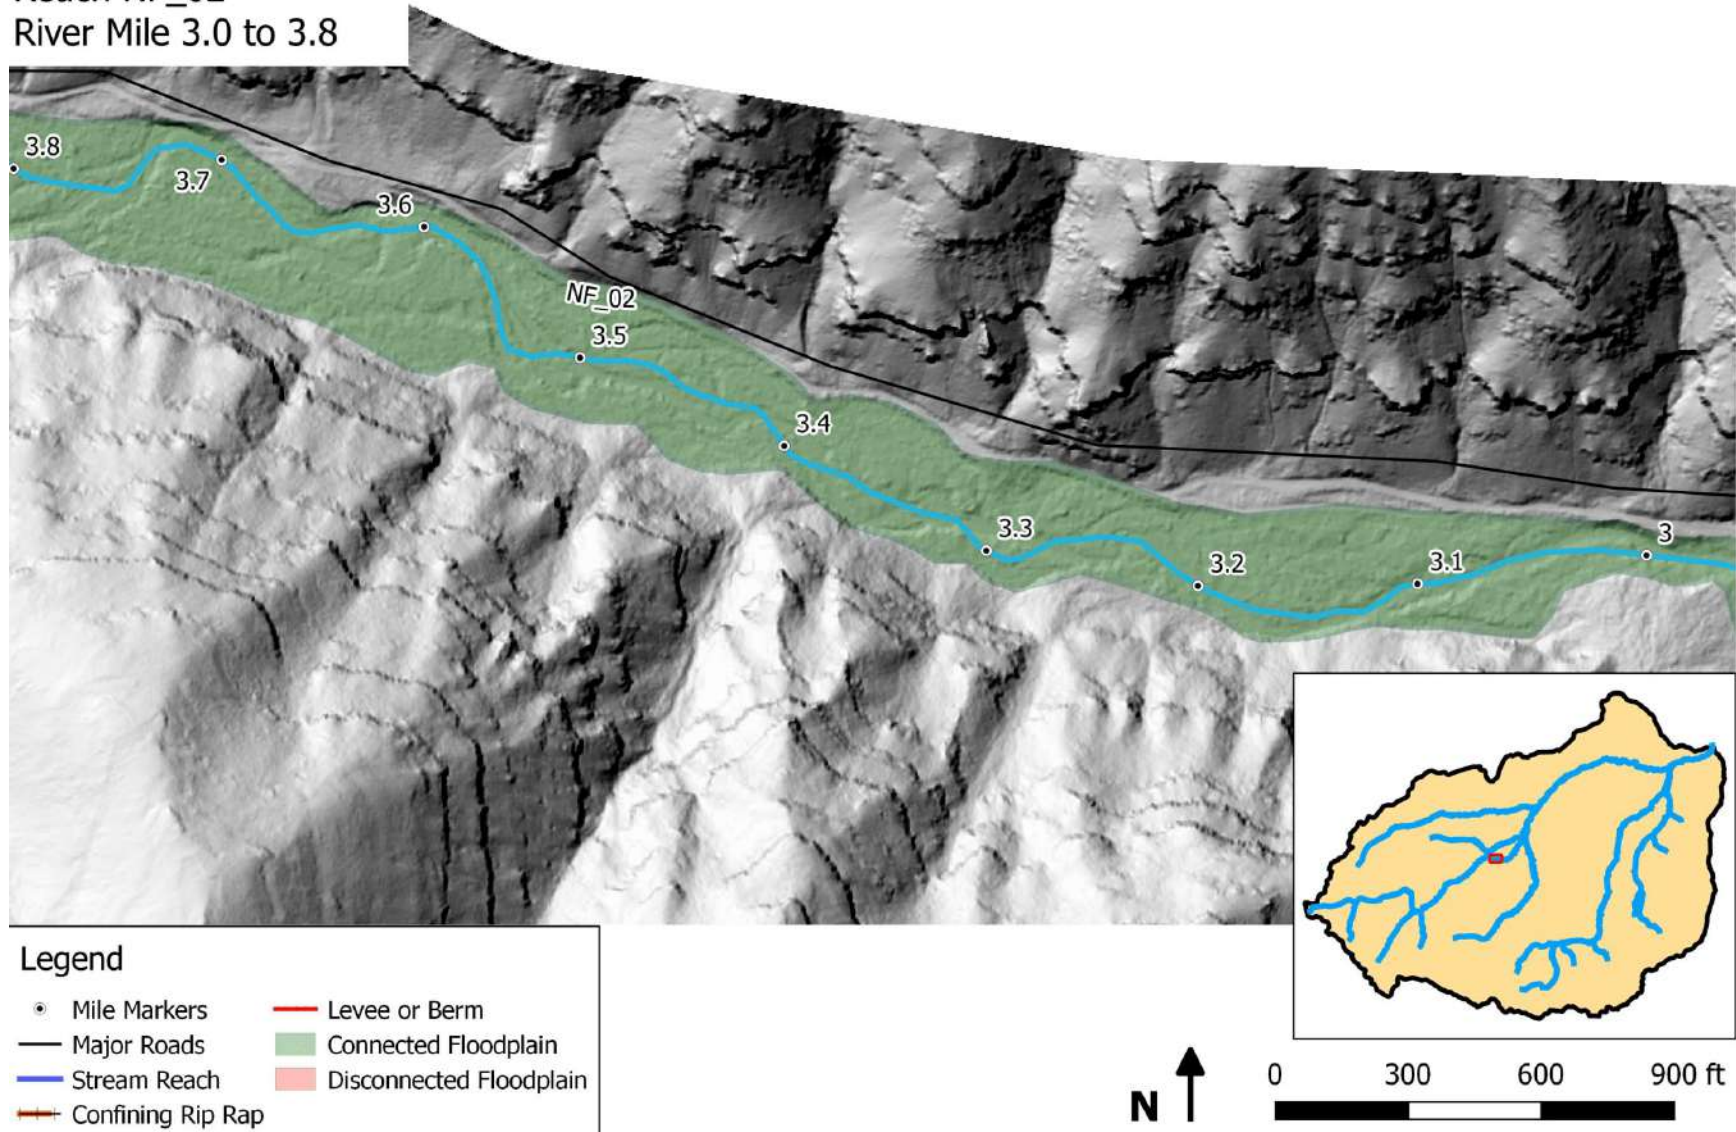 Reach NF_02
River Mile 3.0 to 3.8
3.8
3.7
3.6
NF_02
3.5
3.4
3.3
3.2
3.1
3
Legend
Mile Markers
Major Roads
Stream Reach
Confining Rip Rap
Levee or Berm
Connected Floodplain
Disconnected Floodplain
N
0 300 600 900 ft